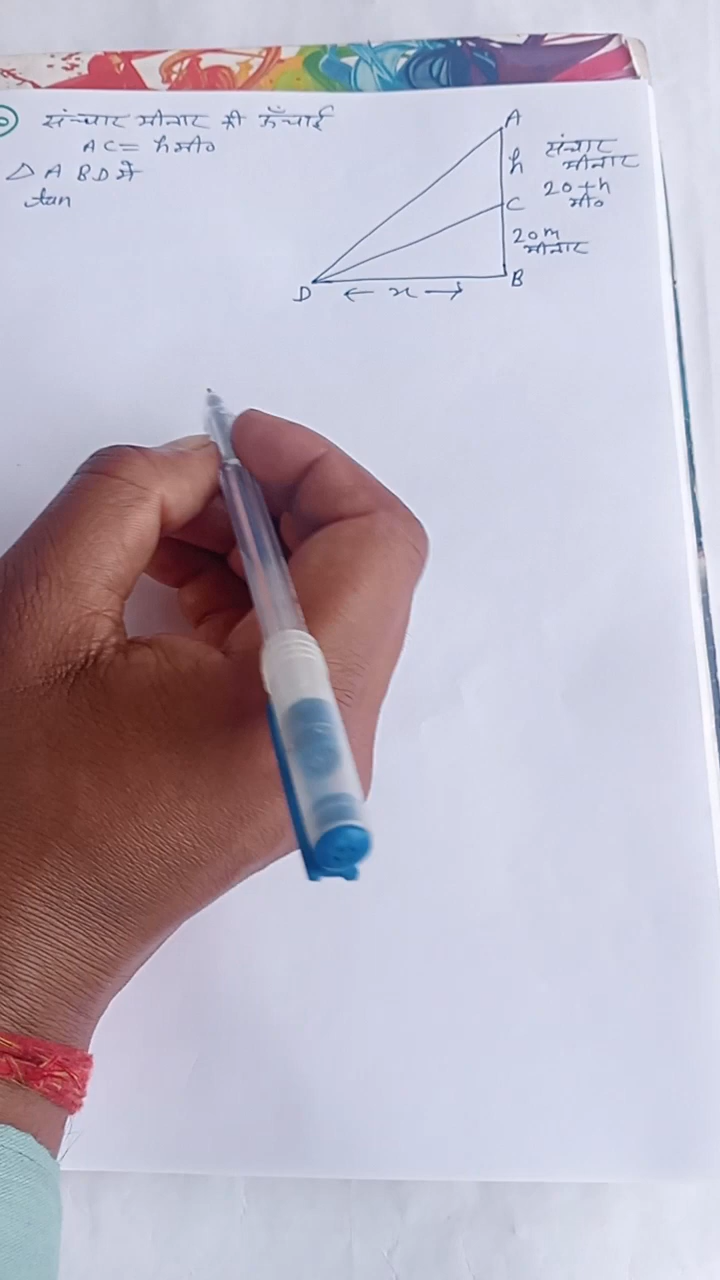 संचार मीनार की ऊँचाई
AC = h मी०
△ABD में
tan
A
h
संचार
मीनार
20+h
मी०
C
20m
मीनार
D
← x →
B